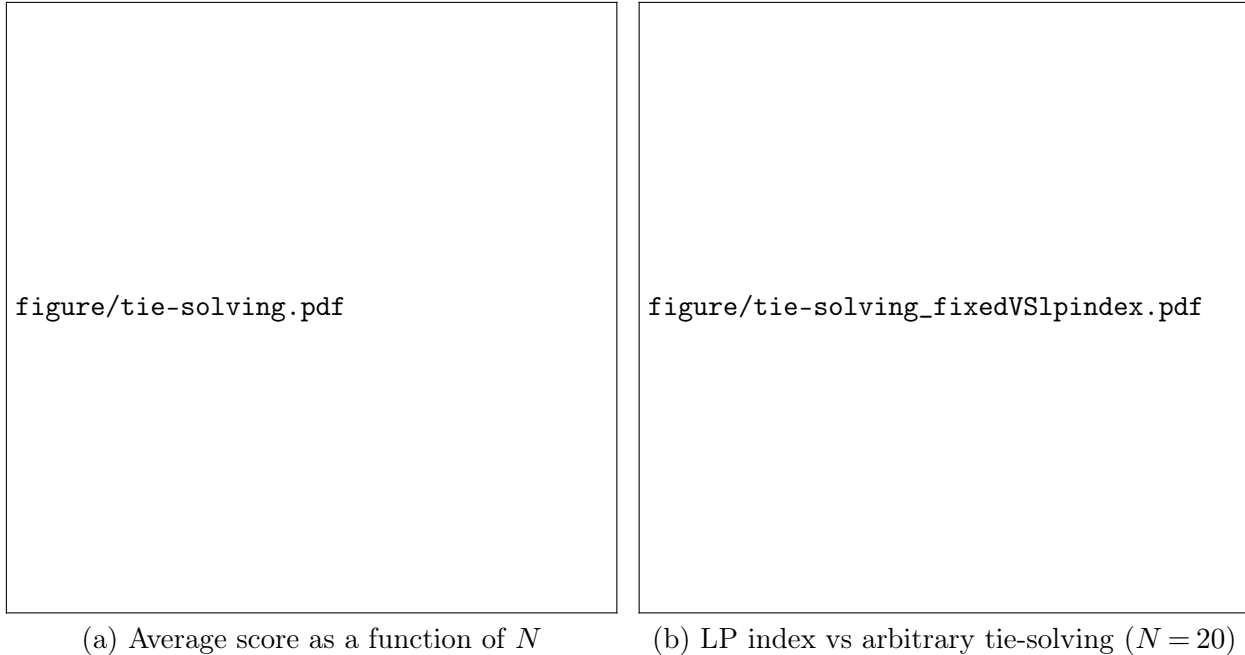 figure/tie-solving.pdf
figure/tie-solving_fixedVSlpindex.pdf
(a) Average score as a function of N
(b) LP index vs arbitrary tie-solving (N = 20)